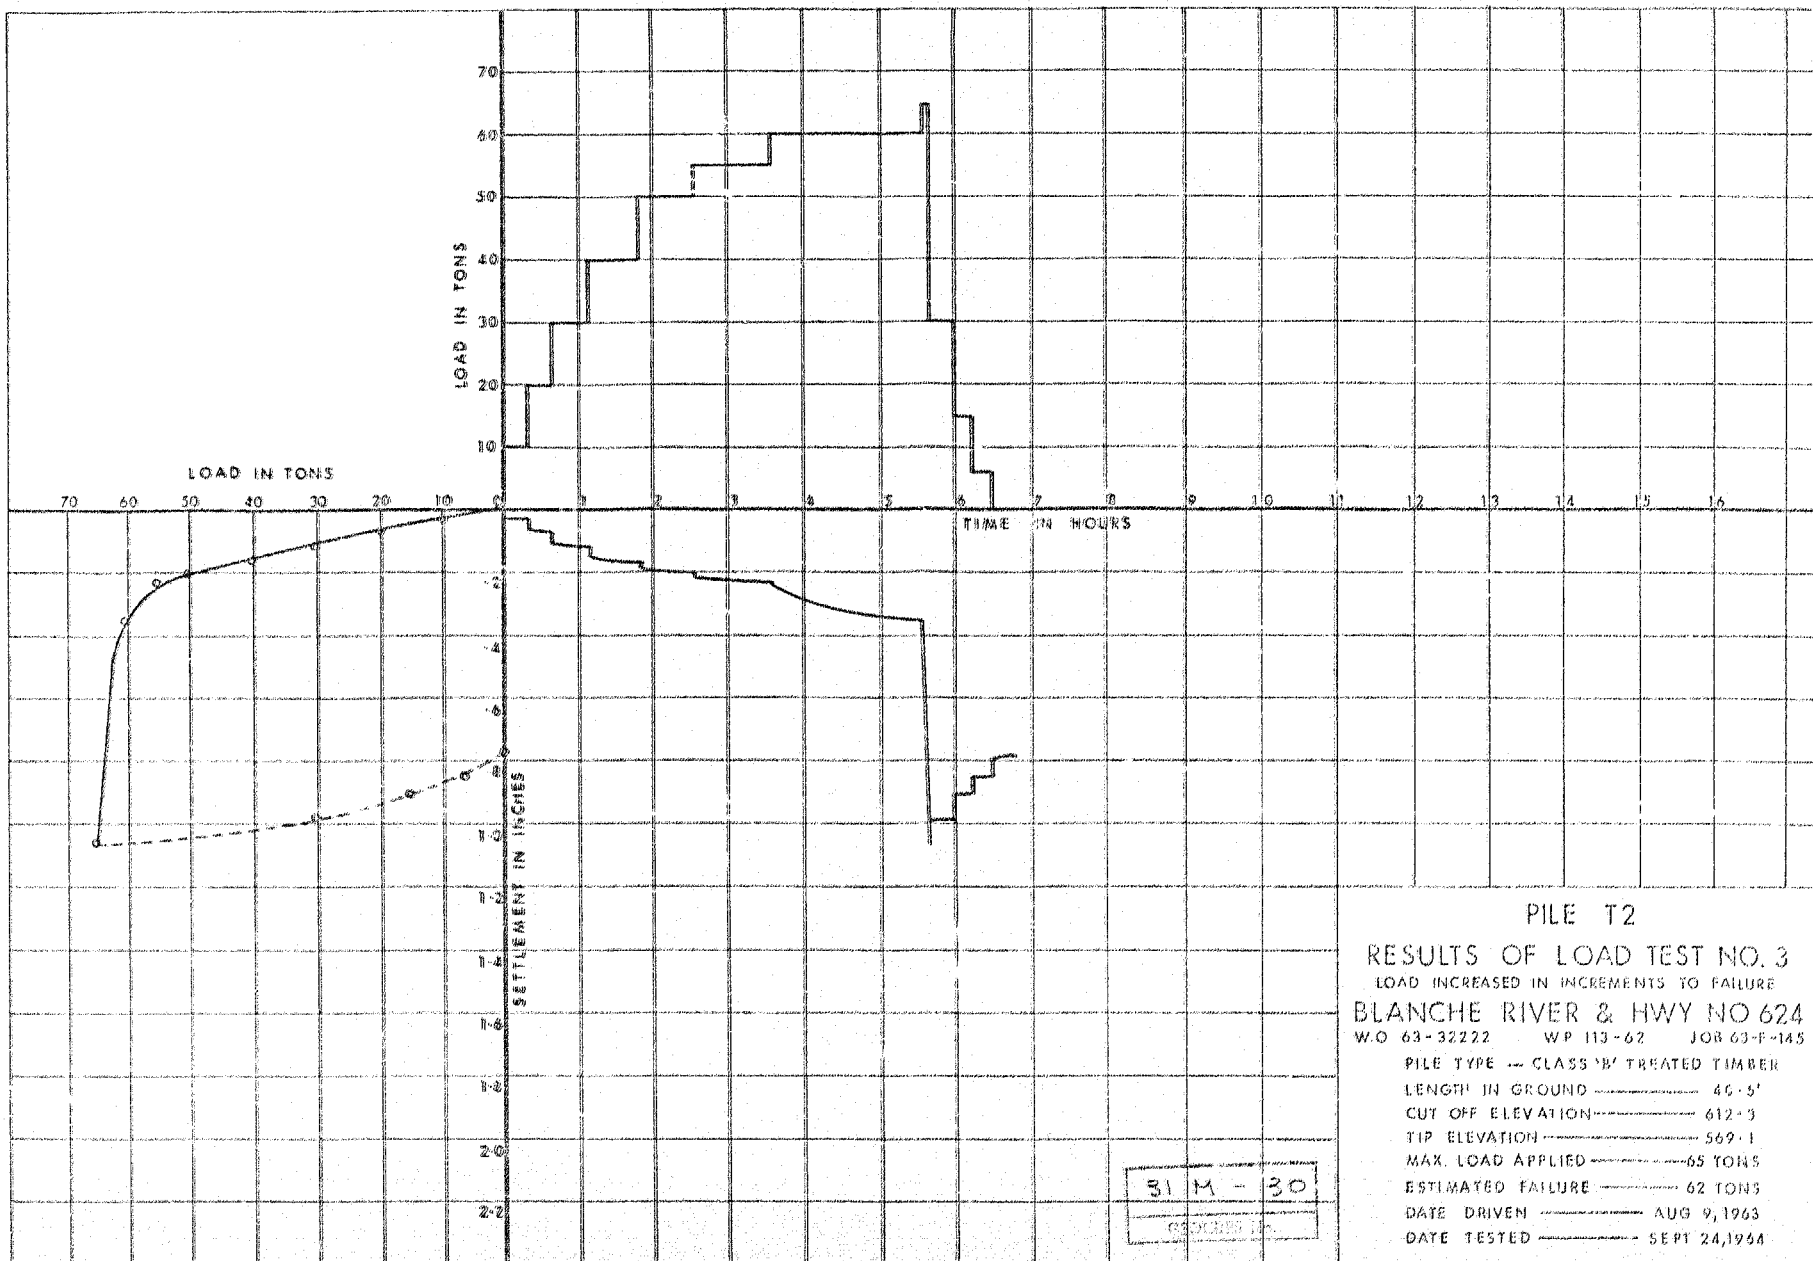 70
60
50
40
30
20
10
LOAD IN TONS
LOAD IN TONS
70 60 50 40 30 20 10 0 1 2 3 4 5 6 7 8 9 10 11 12 13 14 15 16
TIME IN HOURS
·2
·4
·6
·8
1·0
1·2
1·4
1·6
1·8
2·0
2·2
SETTLEMENT IN INCHES
PILE T2
RESULTS OF LOAD TEST NO. 3
LOAD INCREASED IN INCREMENTS TO FAILURE
BLANCHE RIVER & HWY NO 624
W.O 63-32222 WP 113-62 JOB 63-F-145
PILE TYPE -- CLASS 'B' TREATED TIMBER
LENGTH IN GROUND
CUT OFF ELEVATION 612·3
TIP ELEVATION 569·1
MAX. LOAD APPLIED 65 TONS
ESTIMATED FAILURE 62 TONS
DATE DRIVEN AUG 9, 1963
DATE TESTED SEPT 24, 1964
31 M - 30